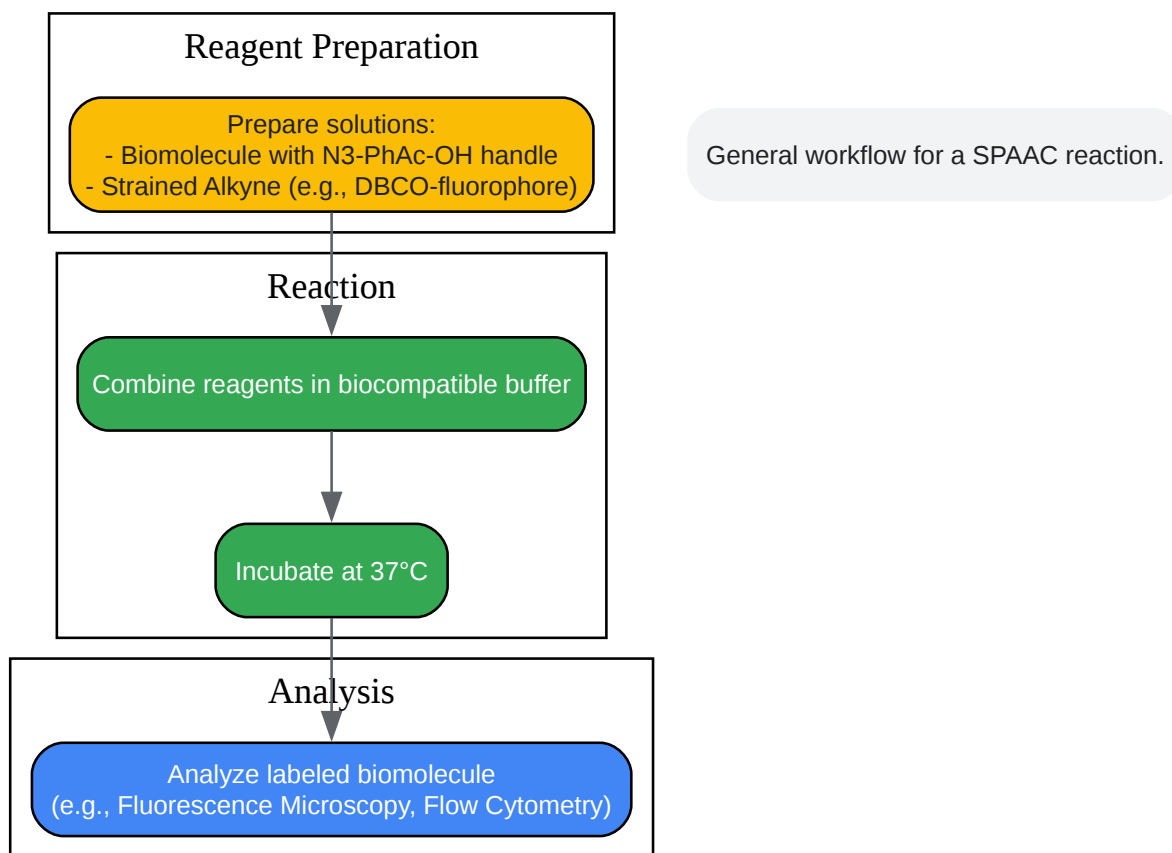 Reagent Preparation
Prepare solutions:
- Biomolecule with N3-PhAc-OH handle
- Strained Alkyne (e.g., DBCO-fluorophore)
General workflow for a SPAAC reaction.
Reaction
Combine reagents in biocompatible buffer
Incubate at 37°C
Analysis
Analyze labeled biomolecule
(e.g., Fluorescence Microscopy, Flow Cytometry)